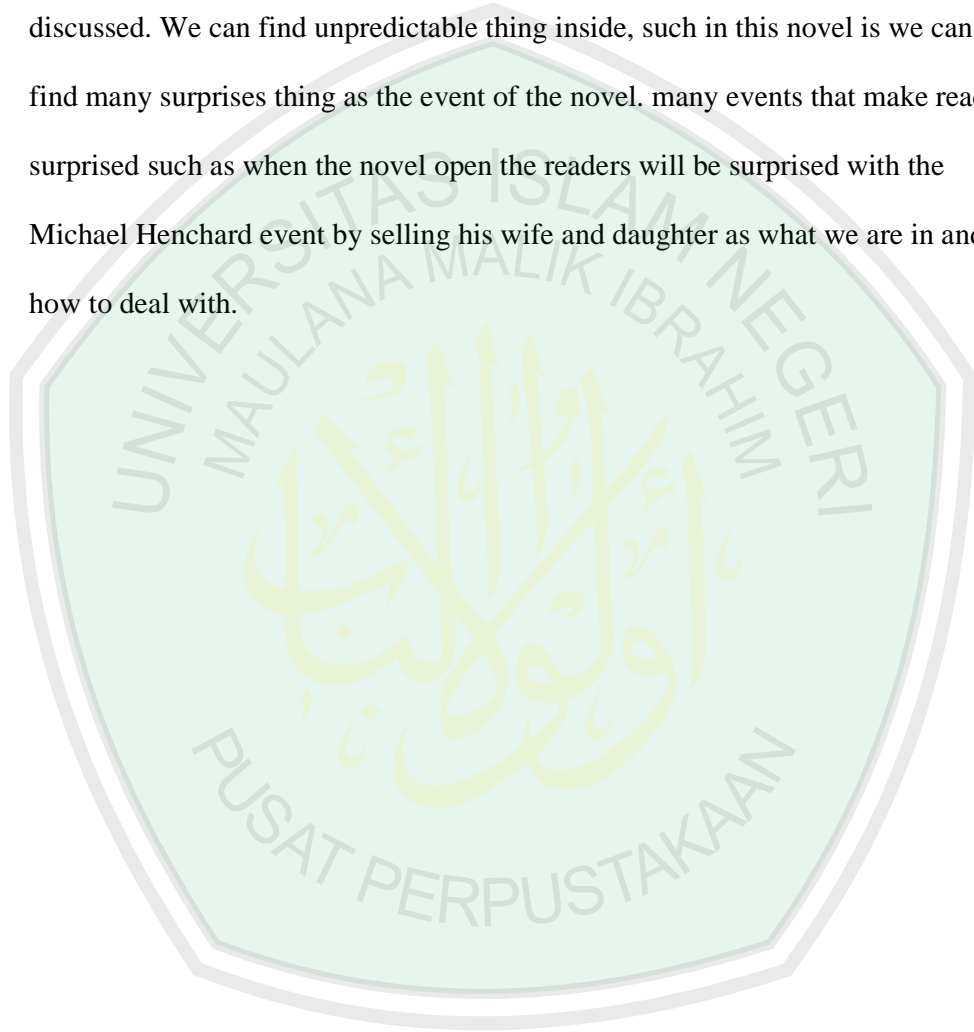 discussed. We can find unpredictable thing inside, such in this novel is we can
find many surprises thing as the event of the novel. many events that make
surprised such as when the novel open the readers will be surprised with the
Michael Henchard event by selling his wife and daughter as what we are in and
how to deal with.
UNIVERSITAS ISLAM NEGERI
MAULANA MALIK IBRAHIM
أولوا الألباب
PUSAT PERPUSTAKAAN